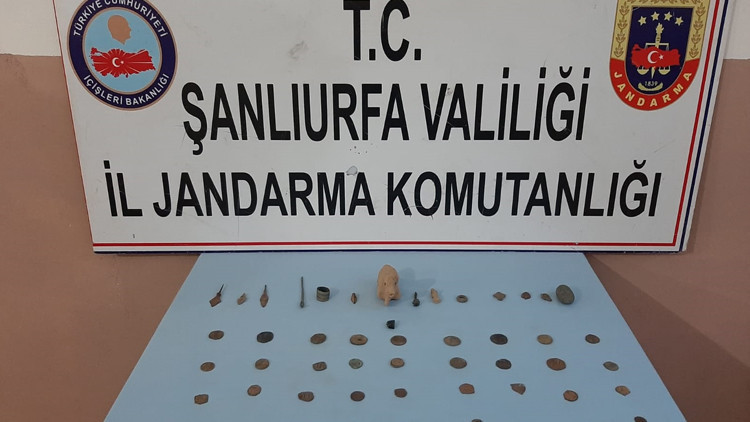 TÜRKİYE CUMHURİYETİ
İÇİŞLERİ BAKANLIĞI
T.C.
ŞANLIURFA VALİLİĞİ
İL JANDARMA KOMUTANLIĞI
1839
JANDARMA